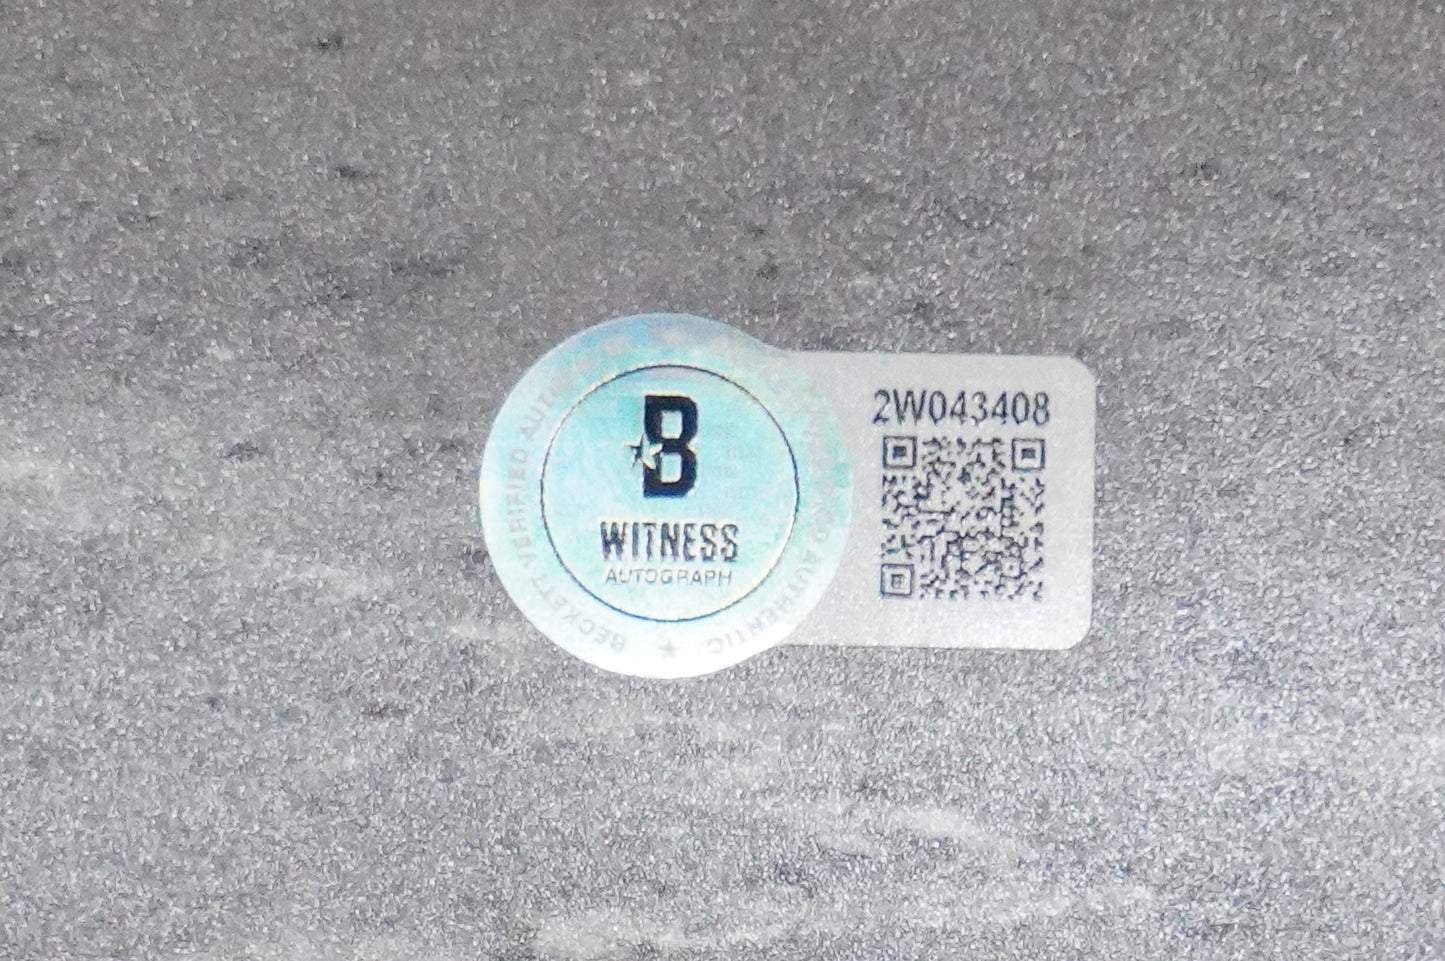 B
WITNESS
AUTOGRAPH
BECKETT VERIFIED AUTHENTIC
2W043408